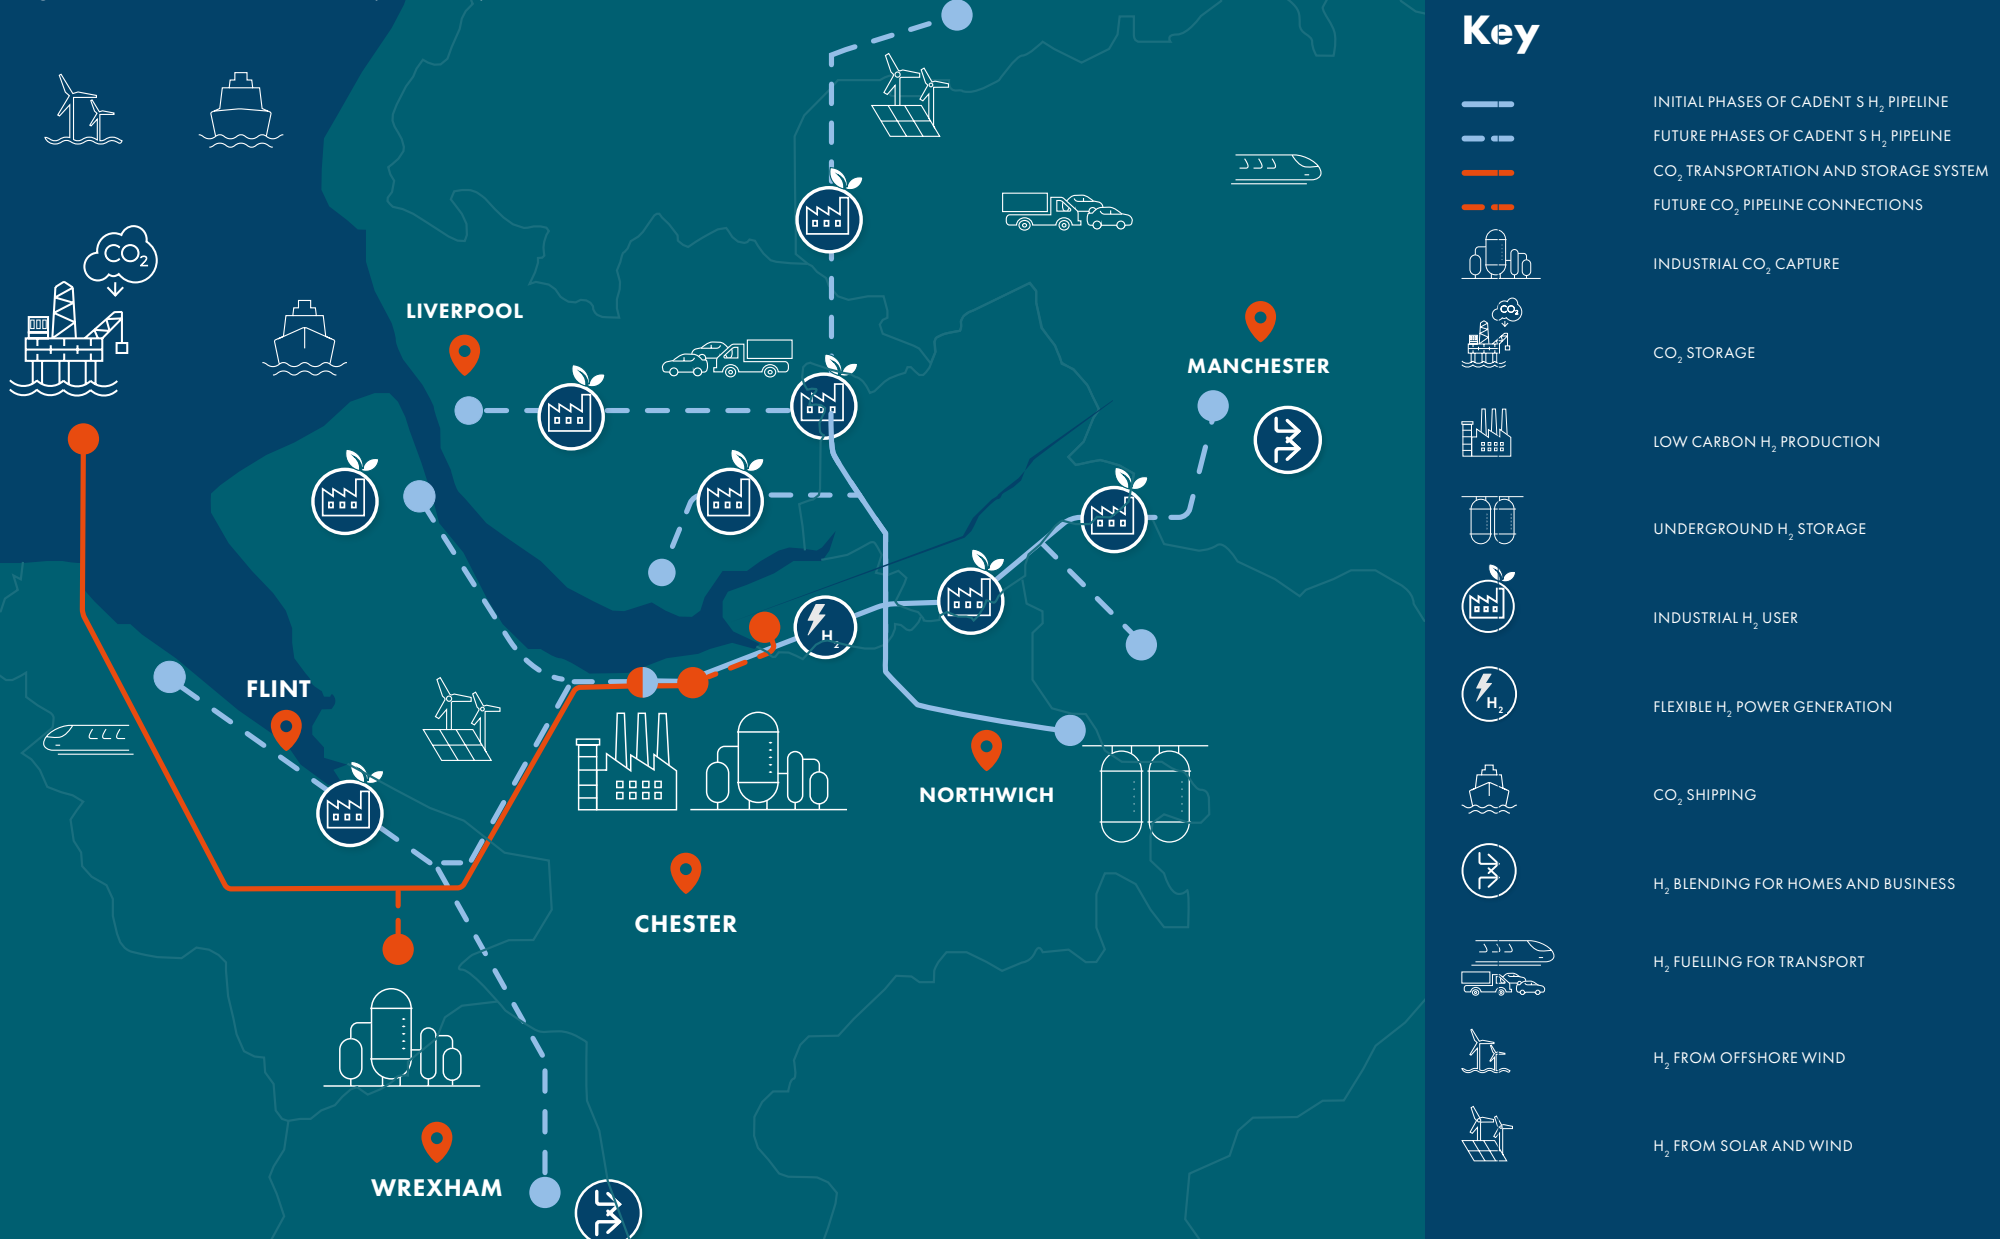 CO2
LIVERPOOL
MANCHESTER
H2
FLINT
NORTHWICH
CHESTER
WREXHAM
Key
INITIAL PHASES OF CADENT S H2 PIPELINE
FUTURE PHASES OF CADENT S H2 PIPELINE
CO2 TRANSPORTATION AND STORAGE SYSTEM
FUTURE CO2 PIPELINE CONNECTIONS
INDUSTRIAL CO2 CAPTURE
CO2
CO2 STORAGE
LOW CARBON H2 PRODUCTION
UNDERGROUND H2 STORAGE
INDUSTRIAL H2 USER
H2
FLEXIBLE H2 POWER GENERATION
CO2 SHIPPING
H2 BLENDING FOR HOMES AND BUSINESS
H2 FUELLING FOR TRANSPORT
H2 FROM OFFSHORE WIND
H2 FROM SOLAR AND WIND